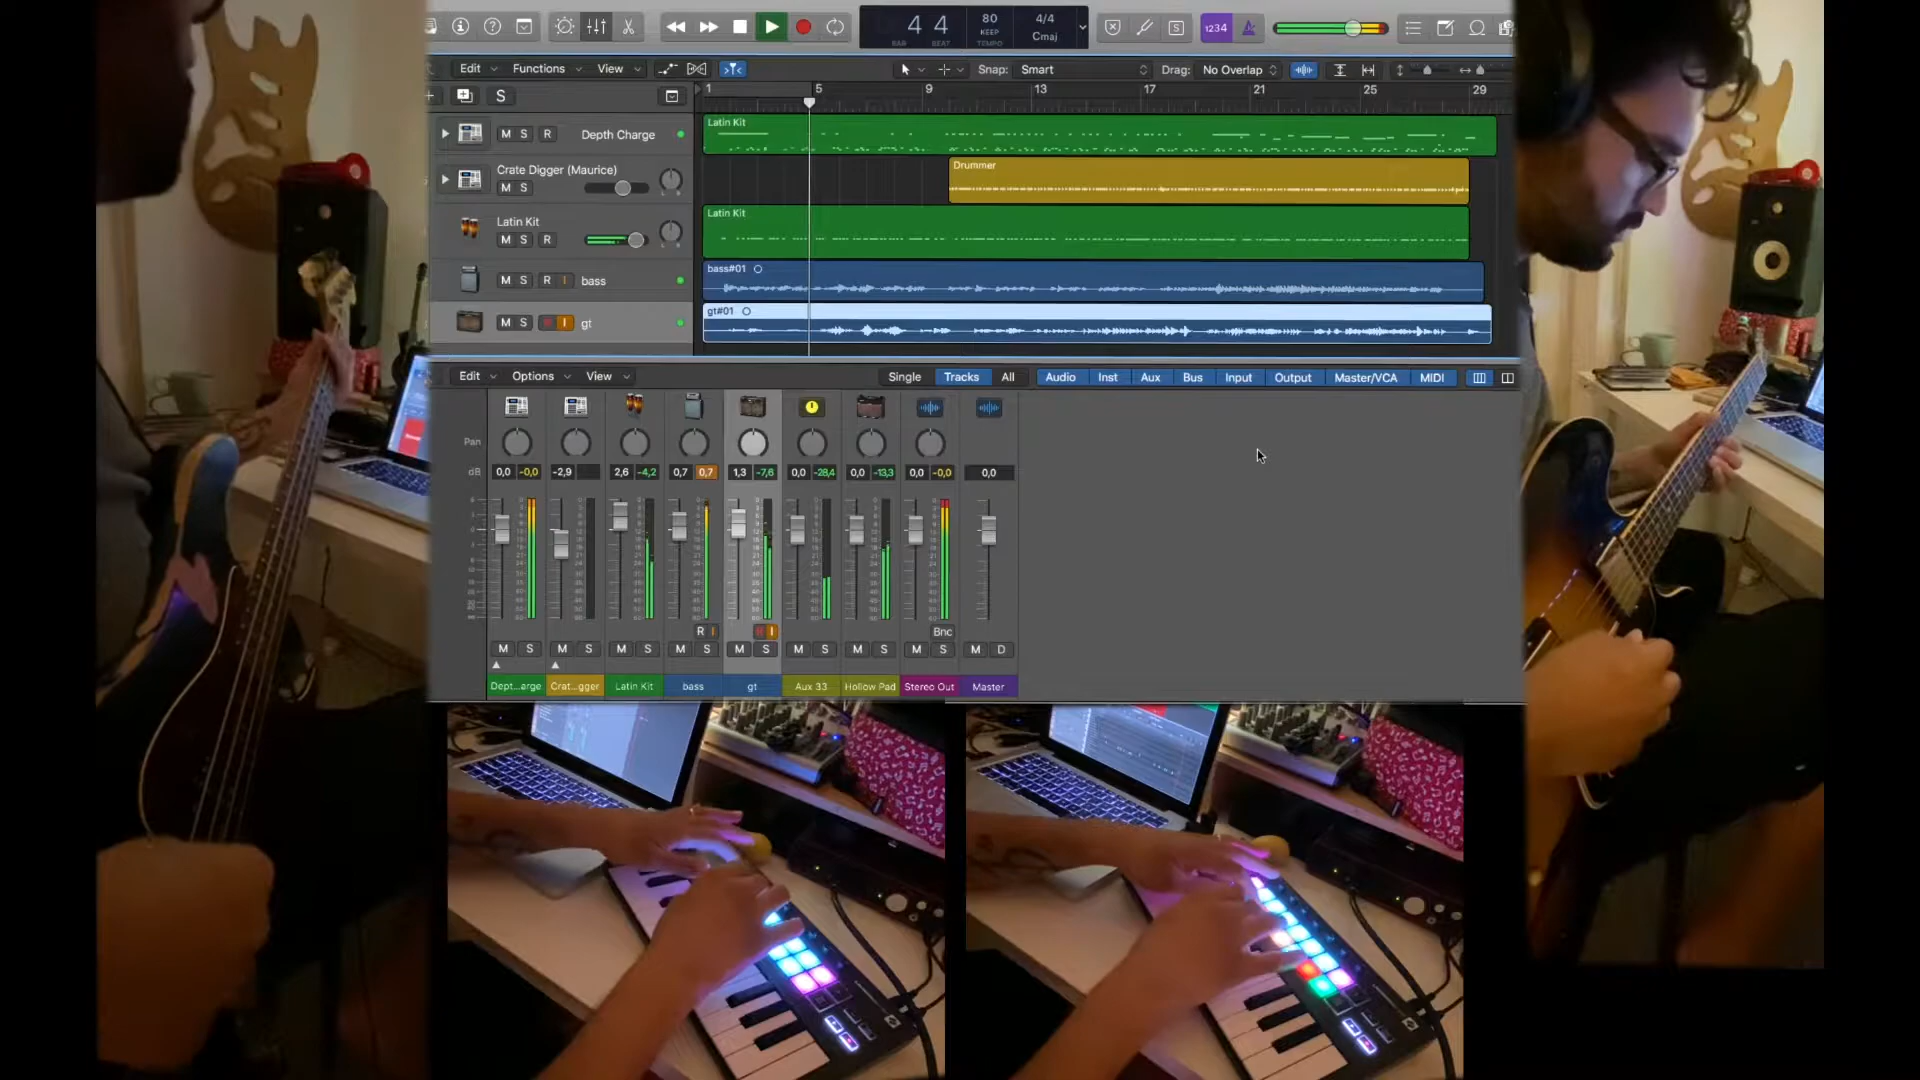 4 4 80 4/4
KEEP Cmaj
BAR BEAT TEMPO
S 1234
Edit Functions View Snap: Smart Drag: No Overlap
S 1 5 9 13 17 21 25 29
M S R Depth Charge Latin Kit
Crate Digger (Maurice) Drummer
M S
Latin Kit Latin Kit
M S R
M S R I bass bass#01
M S R I gt gt#01
Edit Options View Single Tracks All Audio Inst Aux Bus Input Output Master/VCA MIDI
Pan
dB 0,0 -0,0 -2,9 2,6 -4,2 0,7 0,7 1,3 -7,6 0,0 -28,4 0,0 -13,3 0,0 -0,0 0,0
R I R I Bnc
M S M S M S M S M S M S M S M S M D
Dept...arge Crat...gger Latin Kit bass gt Aux 33 Hollow Pad Stereo Out Master